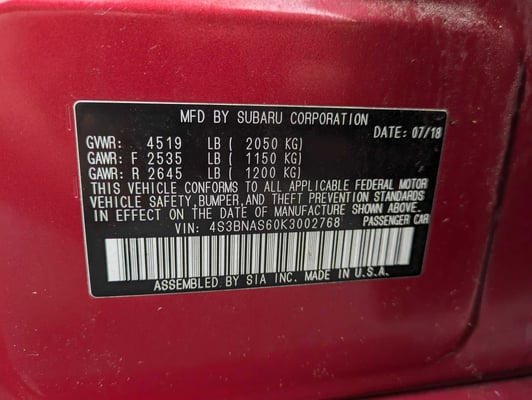 MFD BY SUBARU CORPORATION
DATE: 07/18
GVWR: 4519 LB ( 2050 KG)
GAWR: F 2535 LB ( 1150 KG)
GAWR: R 2645 LB ( 1200 KG)
THIS VEHICLE CONFORMS TO ALL APPLICABLE FEDERAL MOTOR
VEHICLE SAFETY, BUMPER, AND THEFT PREVENTION STANDARDS
IN EFFECT ON THE DATE OF MANUFACTURE SHOWN ABOVE.
VIN: 4S3BNAS60K3002768 PASSENGER CAR
ASSEMBLED BY SIA INC. MADE IN U.S.A.